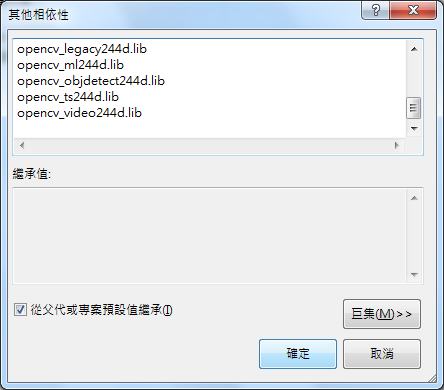 其他相依性
opencv_legacy244d.lib
opencv_ml244d.lib
opencv_objdetect244d.lib
opencv_ts244d.lib
opencv_video244d.lib
繼承值:
從父代或專案預設值繼承(I)
巨集(M)>>
確定
取消